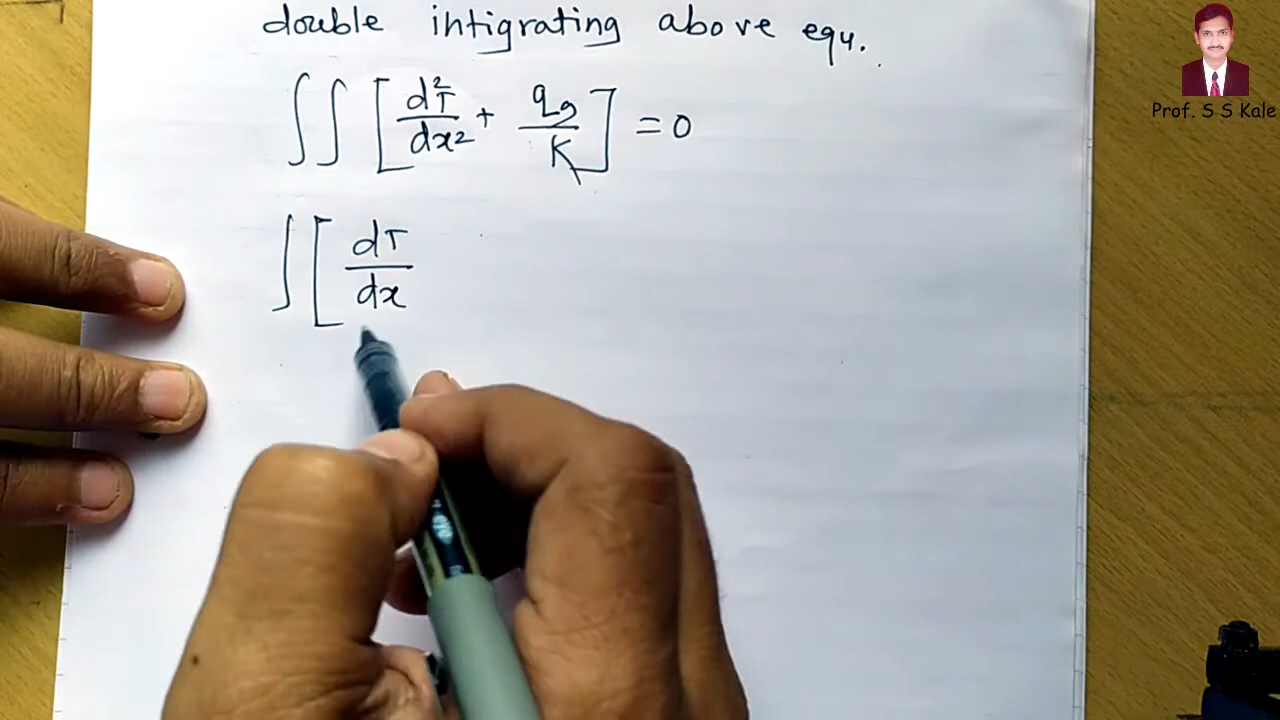 double intigrating above equ.
∫∫ [d²T/dx² + qg/K] = 0
∫ [dT/dx
Prof. S S Kale